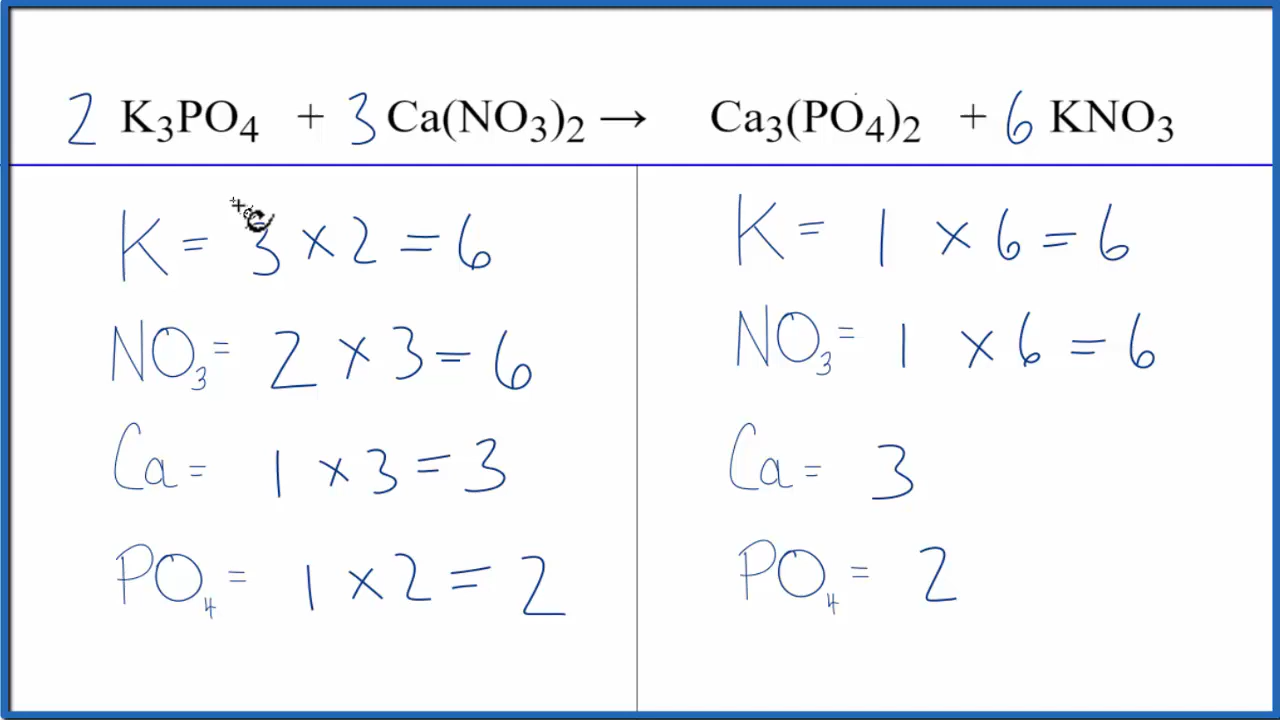 2 K₃PO₄ + 3 Ca(NO₃)₂ → Ca₃(PO₄)₂ + 6 KNO₃
K = 3 × 2 = 6
NO₃ = 2 × 3 = 6
Ca = 1 × 3 = 3
PO₄ = 1 × 2 = 2
K = 1 × 6 = 6
NO₃ = 1 × 6 = 6
Ca = 3
PO₄ = 2